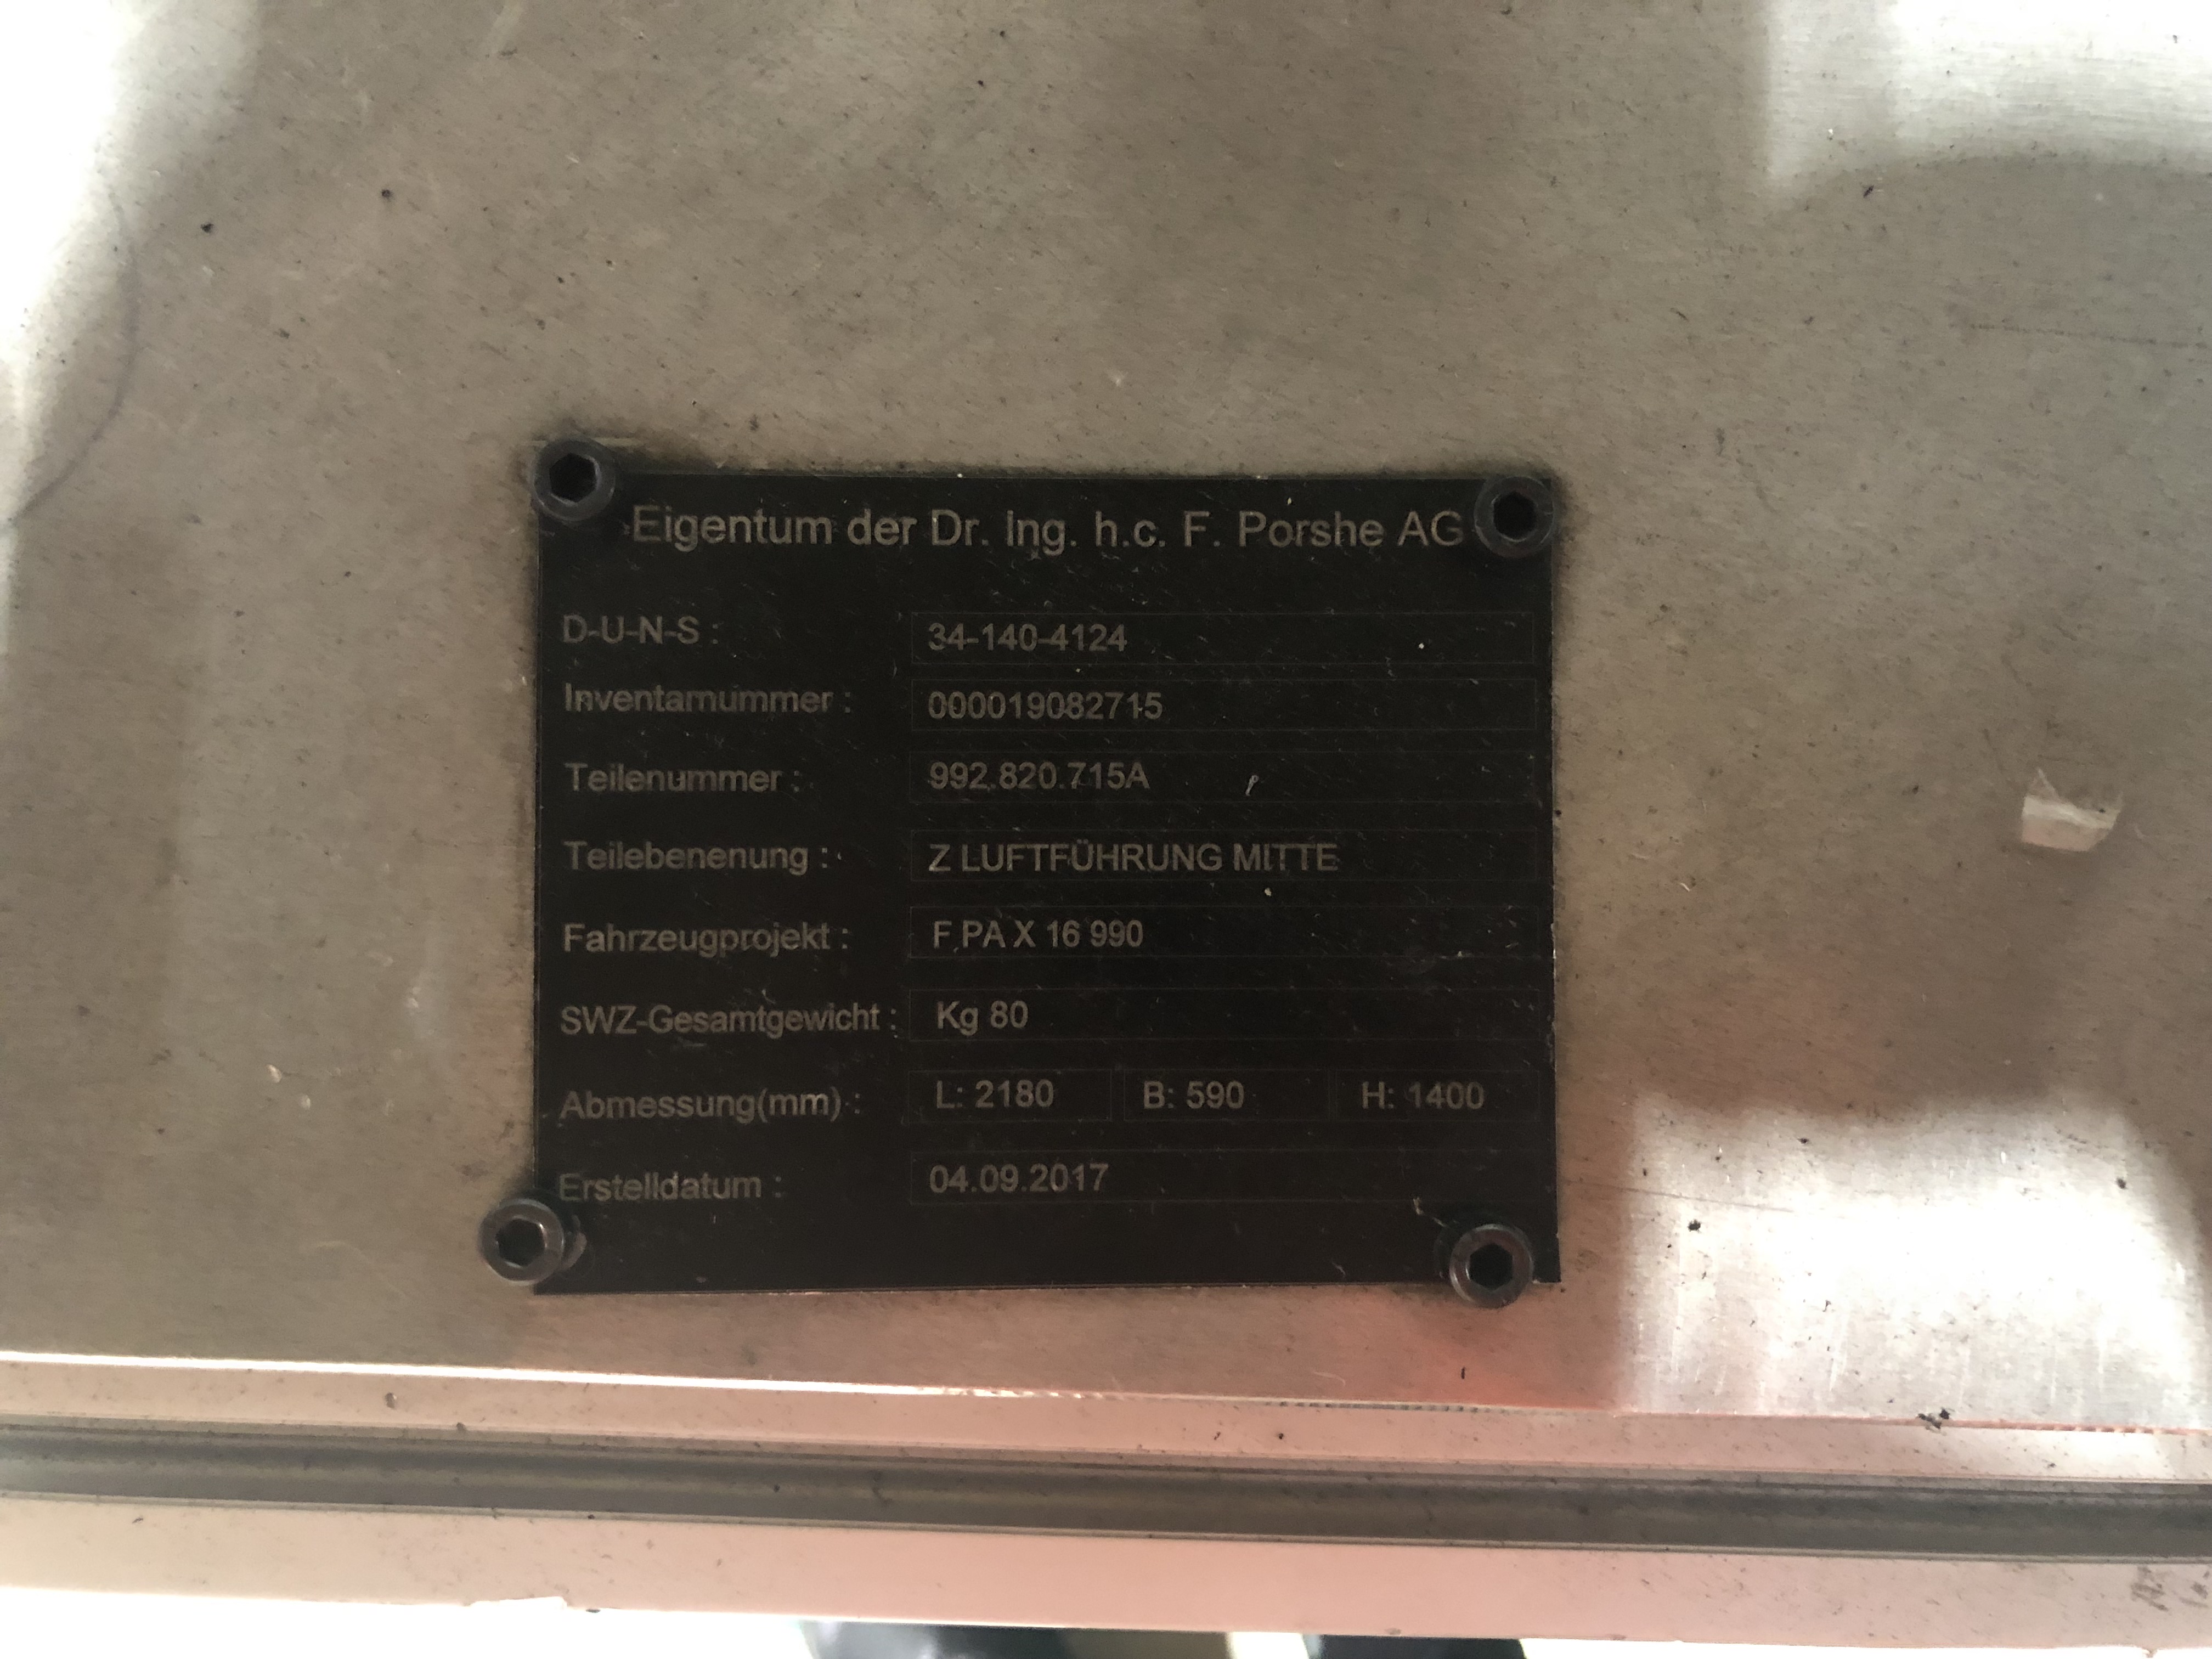 Eigentum der Dr. Ing. h.c. F. Porshe AG
D-U-N-S : 34-140-4124
Inventarnummer : 000019082715
Teilenummer : 992.820.715A
Teilebenenung : Z LUFTFÜHRUNG MITTE
Fahrzeugprojekt : F.PA X 16 990
SWZ-Gesamtgewicht : Kg 80
Abmessung(mm) : L: 2180 B: 590 H: 1400
Erstelldatum : 04.09.2017